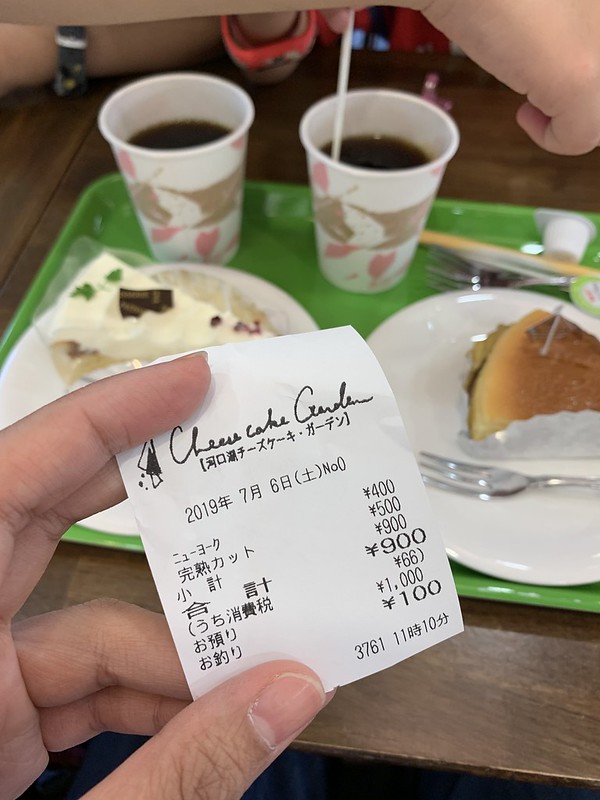 Cheese cake Garden
[河口湖チーズケーキ・ガーデン]
2019年 7月 6日(土)No0
ニューヨーク ¥400
完熟カット ¥500
小 計 ¥900
合 計 ¥900
(うち消費税 ¥66)
お預り ¥1,000
お釣り ¥100
3761 11時10分